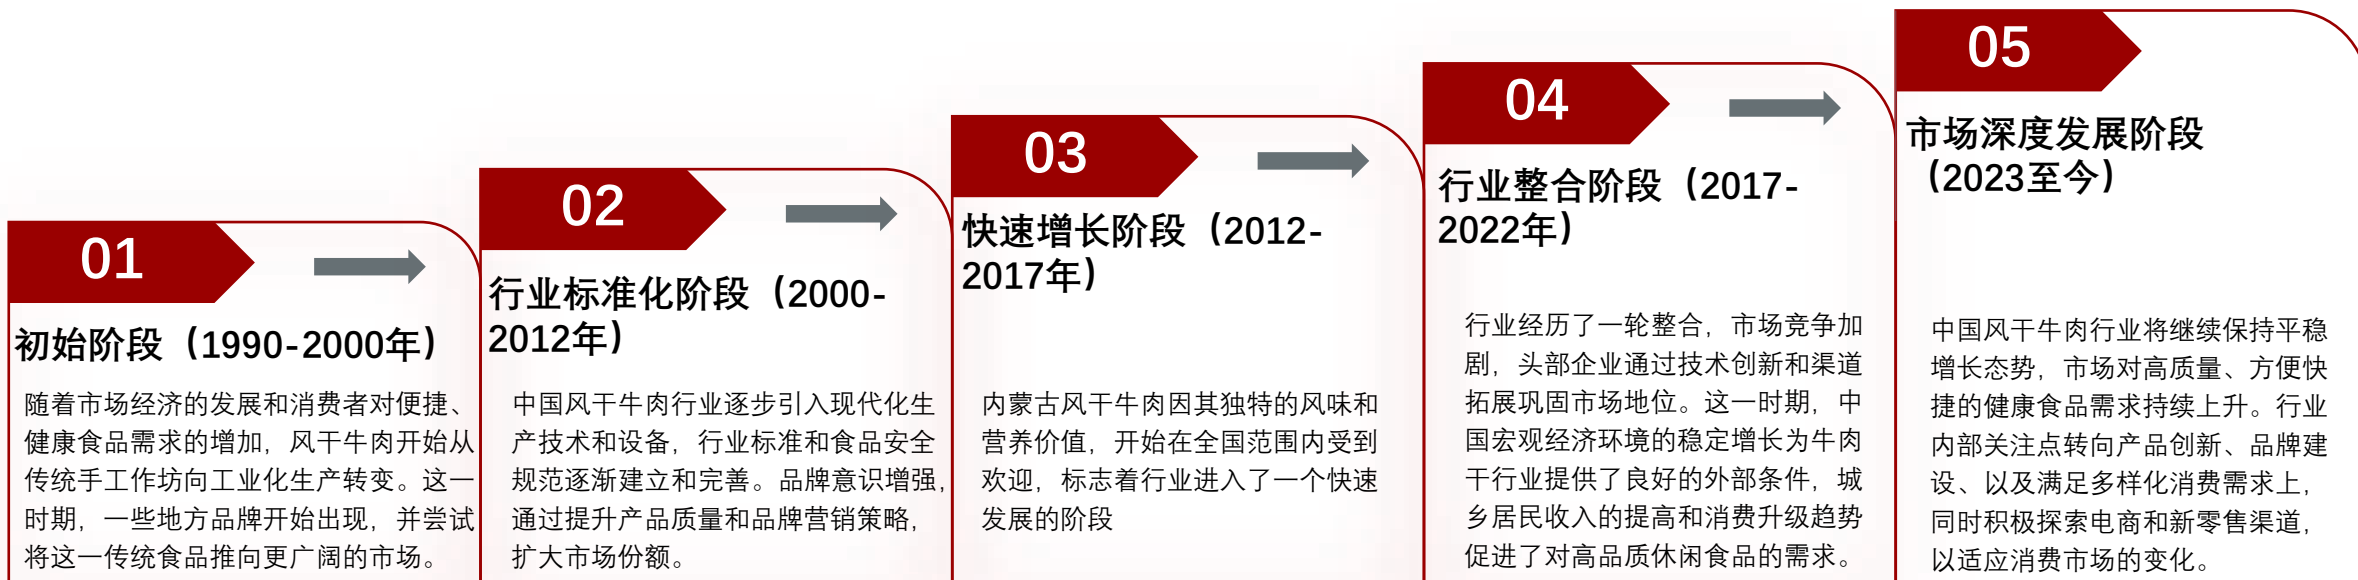 01
初始阶段（1990-2000年）
随着市场经济的发展和消费者对便捷、
健康食品需求的增加，风干牛肉开始从
传统手工作坊向工业化生产转变。这一
时期，一些地方品牌开始出现，并尝试
将这一传统食品推向更广阔的市场。
02
行业标准化阶段（2000-
2012年）
中国风干牛肉行业逐步引入现代化生
产技术和设备，行业标准和食品安全
规范逐渐建立和完善。品牌意识增强，
通过提升产品质量和品牌营销策略，
扩大市场份额。
03
快速增长阶段（2012-
2017年）
内蒙古风干牛肉因其独特的风味和
营养价值，开始在全国范围内受到
欢迎，标志着行业进入了一个快速
发展的阶段
04
行业整合阶段（2017-
2022年）
行业经历了一轮整合，市场竞争加
剧，头部企业通过技术创新和渠道
拓展巩固市场地位。这一时期，中
国宏观经济环境的稳定增长为牛肉
干行业提供了良好的外部条件，城
乡居民收入的提高和消费升级趋势
促进了对高品质休闲食品的需求。
05
市场深度发展阶段
（2023至今）
中国风干牛肉行业将继续保持平稳
增长态势，市场对高质量、方便快
捷的健康食品需求持续上升。行业
内部关注点转向产品创新、品牌建
设、以及满足多样化消费需求上，
同时积极探索电商和新零售渠道，
以适应消费市场的变化。